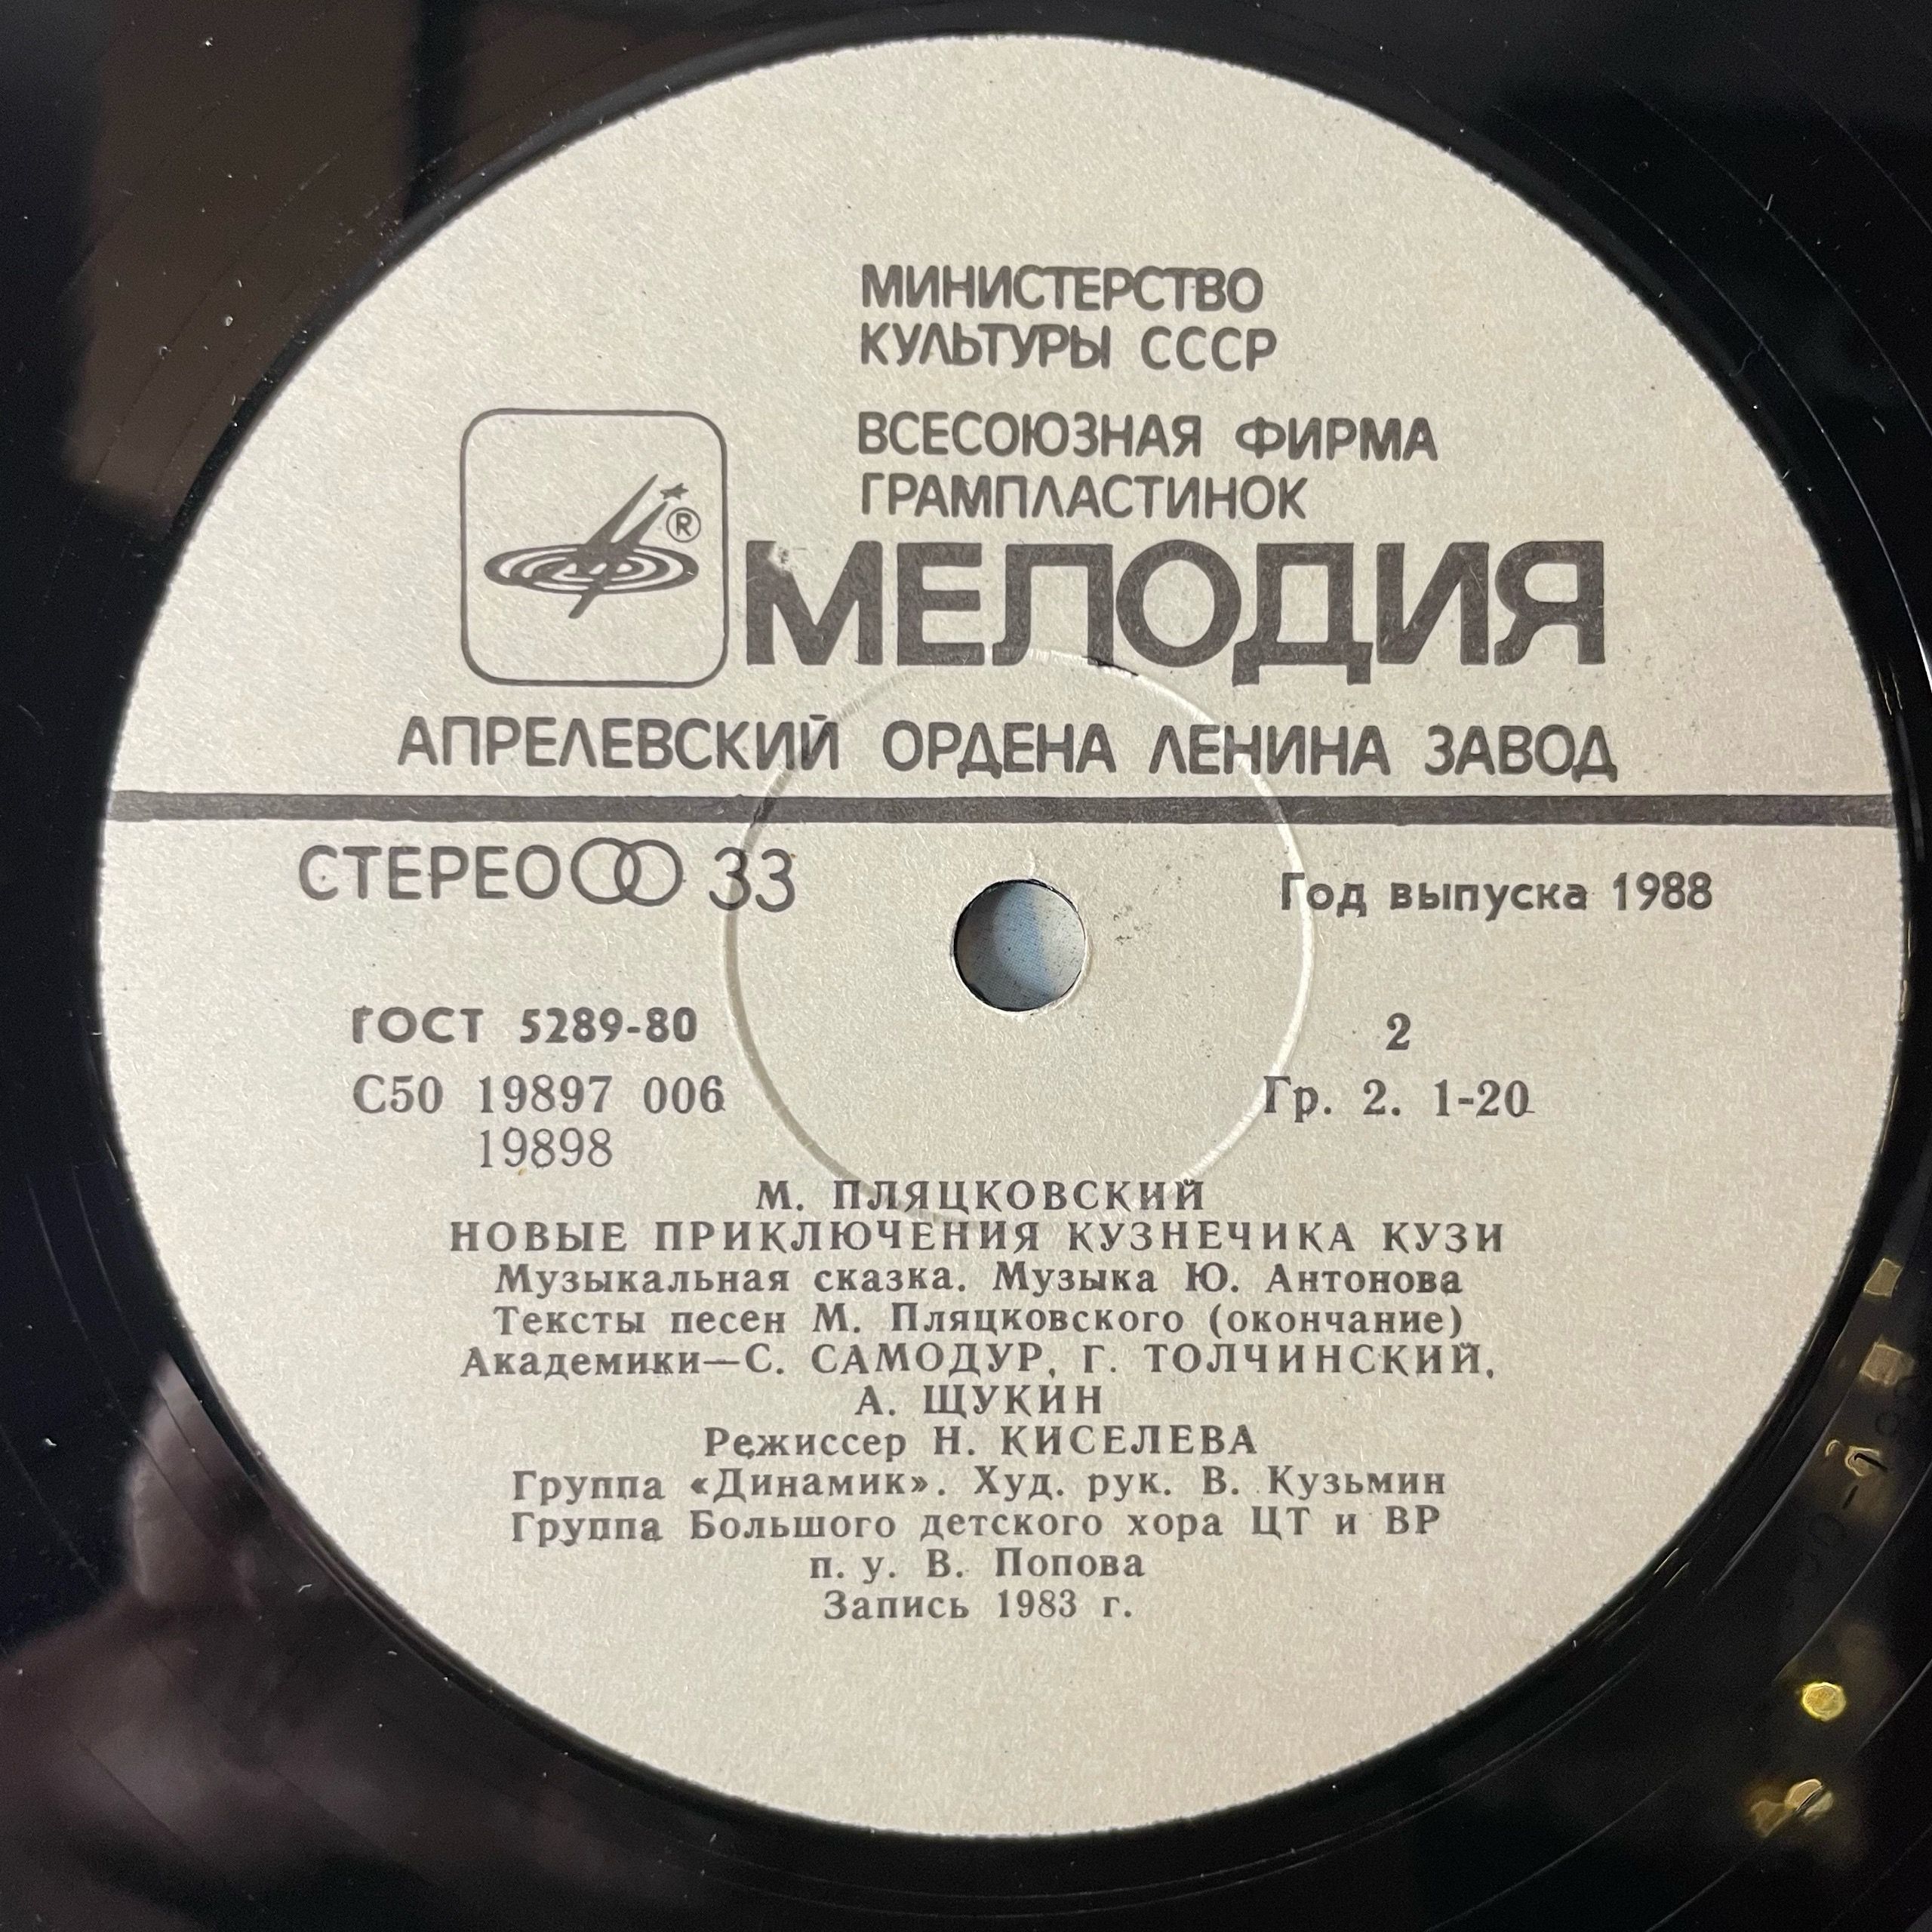 МИНИСТЕРСТВО
КУЛЬТУРЫ СССР
ВСЕСОЮЗНАЯ ФИРМА
ГРАМПЛАСТИНОК
®
МЕЛОДИЯ
АПРЕЛЕВСКИЙ ОРДЕНА ЛЕНИНА ЗАВОД
СТЕРЕО 33
Год выпуска 1988
ГОСТ 5289-80
2
С50 19897 006
Гр. 2. 1-20
19898
М. ПЛЯЦКОВСКИЙ
НОВЫЕ ПРИКЛЮЧЕНИЯ КУЗНЕЧИКА КУЗИ
Музыкальная сказка. Музыка Ю. Антонова
Тексты песен М. Пляцковского (окончание)
Академики—С. САМОДУР, Г. ТОЛЧИНСКИЙ,
А. ЩУКИН
Режиссер Н. КИСЕЛЕВА
Группа «Динамик». Худ. рук. В. Кузьмин
Группа Большого детского хора ЦТ и ВР
п. у. В. Попова
Запись 1983 г.